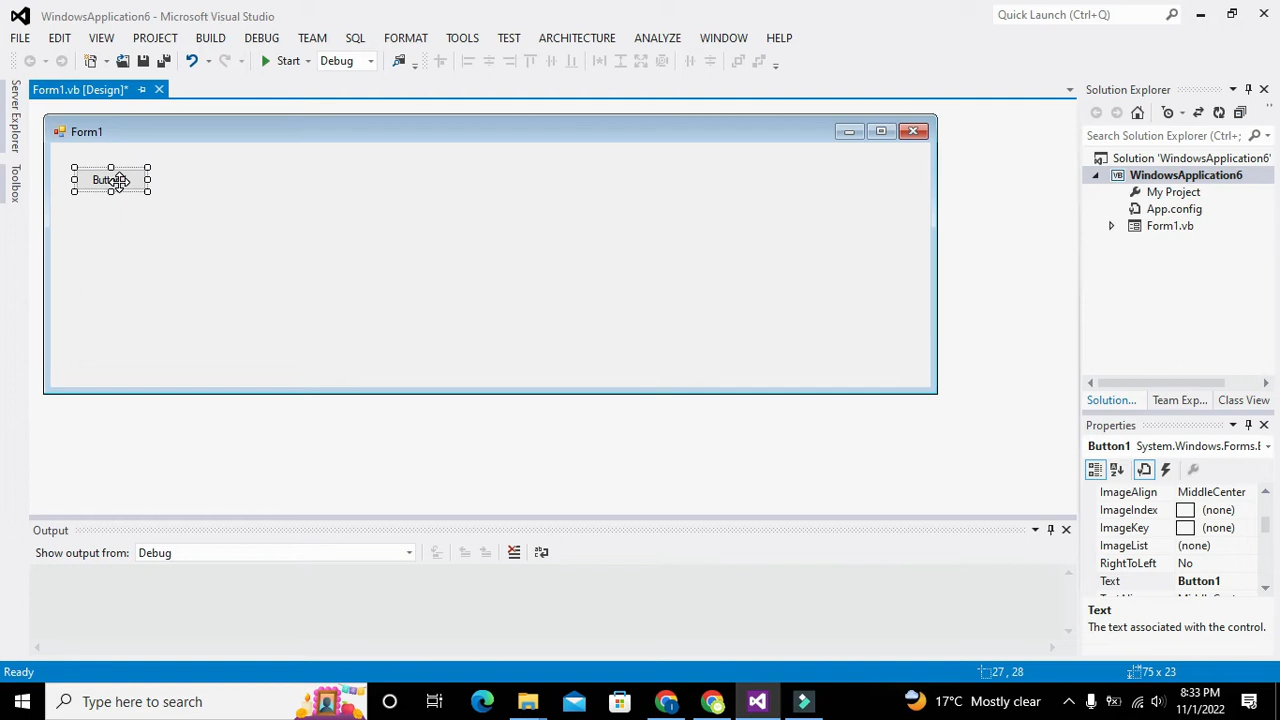 WindowsApplication6 - Microsoft Visual Studio
Quick Launch (Ctrl+Q)
FILE EDIT VIEW PROJECT BUILD DEBUG TEAM SQL FORMAT TOOLS TEST ARCHITECTURE ANALYZE WINDOW HELP
Start Debug
Server Explorer
Toolbox
Form1.vb [Design]*
Form1
Solution Explorer
Search Solution Explorer (Ctrl+;
Solution 'WindowsApplication6'
VB WindowsApplication6
My Project
App.config
Form1.vb
Solution... Team Exp... Class View
Properties
Button1 System.Windows.Forms.
ImageAlign MiddleCenter
ImageIndex (none)
ImageKey (none)
ImageList (none)
RightToLeft No
Text Button1
Text
The text associated with the control.
Output
Show output from: Debug
Ready
27 , 28
75 x 23
Type here to search
17°C Mostly clear
8:33 PM
11/1/2022